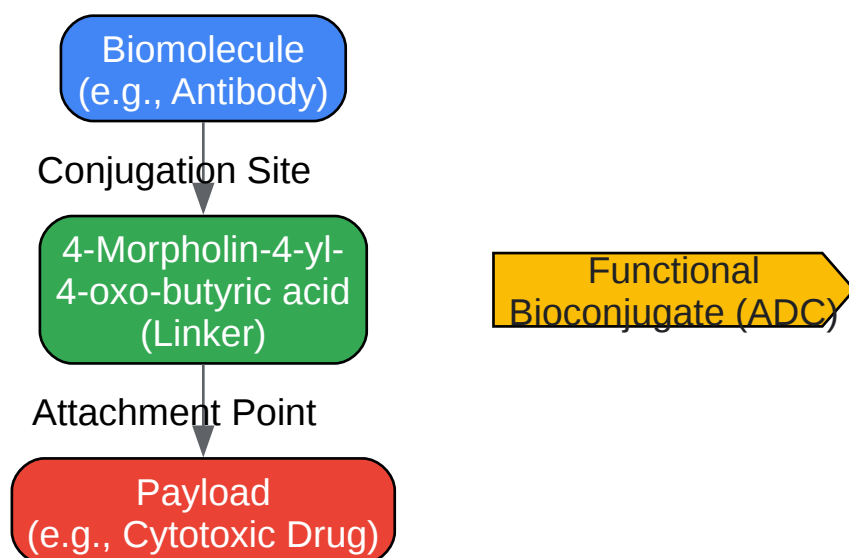 Biomolecule
(e.g., Antibody)
Conjugation Site
4-Morpholin-4-yl-
4-oxo-butyric acid
(Linker)
Functional
Bioconjugate (ADC)
Attachment Point
Payload
(e.g., Cytotoxic Drug)